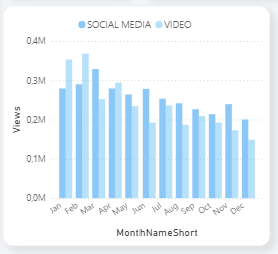 SOCIAL MEDIA VIDEO
0,4M
0,3M
0,2M
0,1M
0,0M
Views
Jan Feb Mar Apr May Jun Jul Aug Sep Oct Nov Dec
MonthNameShort